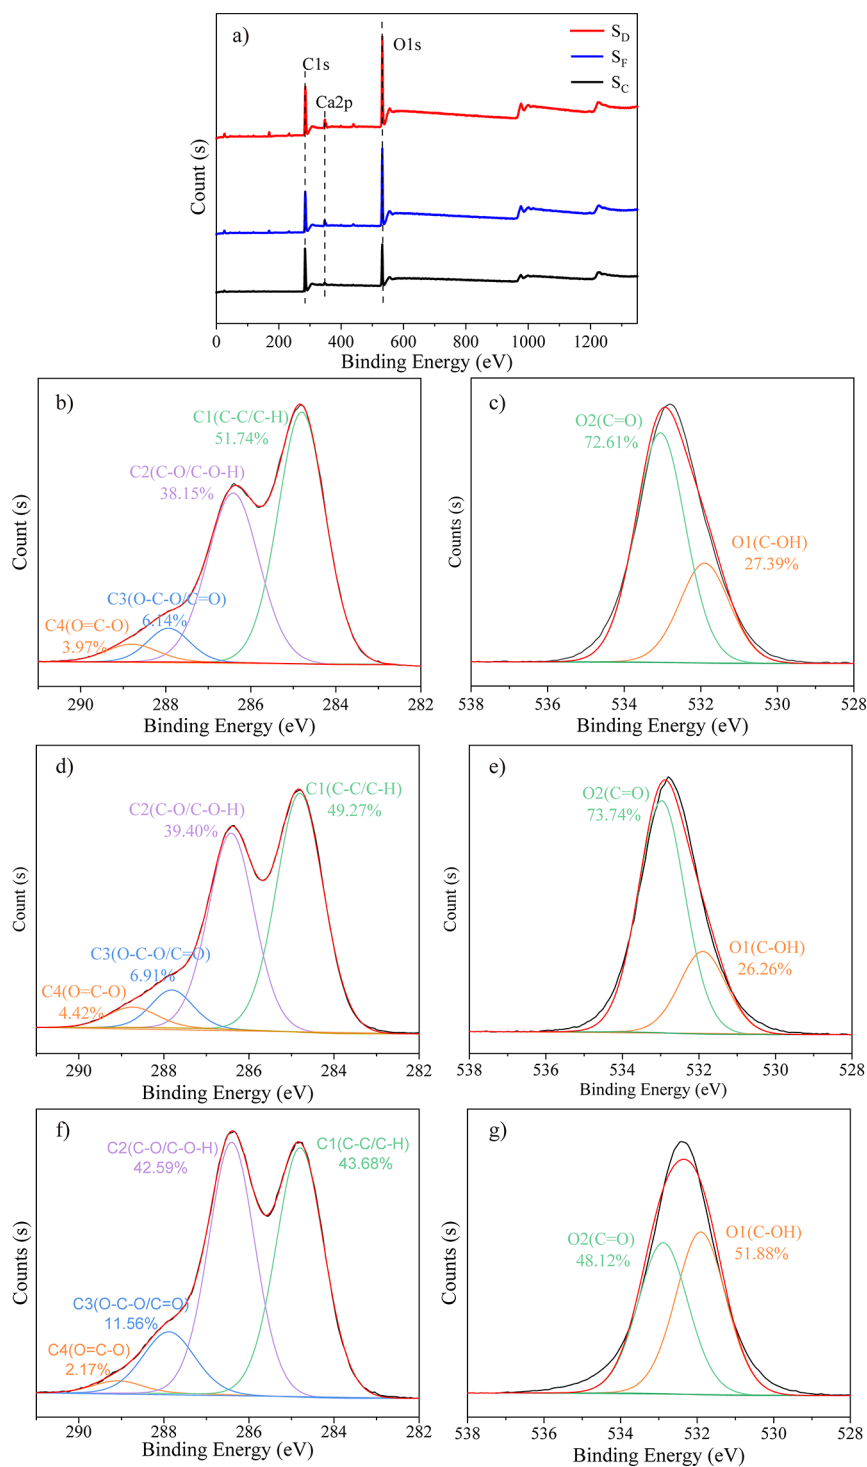 a)
S_D
S_F
S_C
C1s
Ca2p
O1s
Count (s)
0 200 400 600 800 1000 1200
Binding Energy (eV)
b)
C1(C-C/C-H)
51.74%
C2(C-O/C-O-H)
38.15%
C3(O-C-O/C=O)
6.14%
C4(O=C-O)
3.97%
Count (s)
290 288 286 284 282
Binding Energy (eV)
c)
O2(C=O)
72.61%
O1(C-OH)
27.39%
Counts (s)
538 536 534 532 530 528
Binding Energy (eV)
d)
C1(C-C/C-H)
49.27%
C2(C-O/C-O-H)
39.40%
C3(O-C-O/C=O)
6.91%
C4(O=C-O)
4.42%
Count (s)
290 288 286 284 282
Binding Energy (eV)
e)
O2(C=O)
73.74%
O1(C-OH)
26.26%
Count (s)
538 536 534 532 530 528
Binding Energy (eV)
f)
C2(C-O/C-O-H)
42.59%
C1(C-C/C-H)
43.68%
C3(O-C-O/C=O)
11.56%
C4(O=C-O)
2.17%
Counts (s)
290 288 286 284 282
Binding Energy (eV)
g)
O2(C=O)
48.12%
O1(C-OH)
51.88%
Counts (s)
538 536 534 532 530 528
Binding Energy (eV)